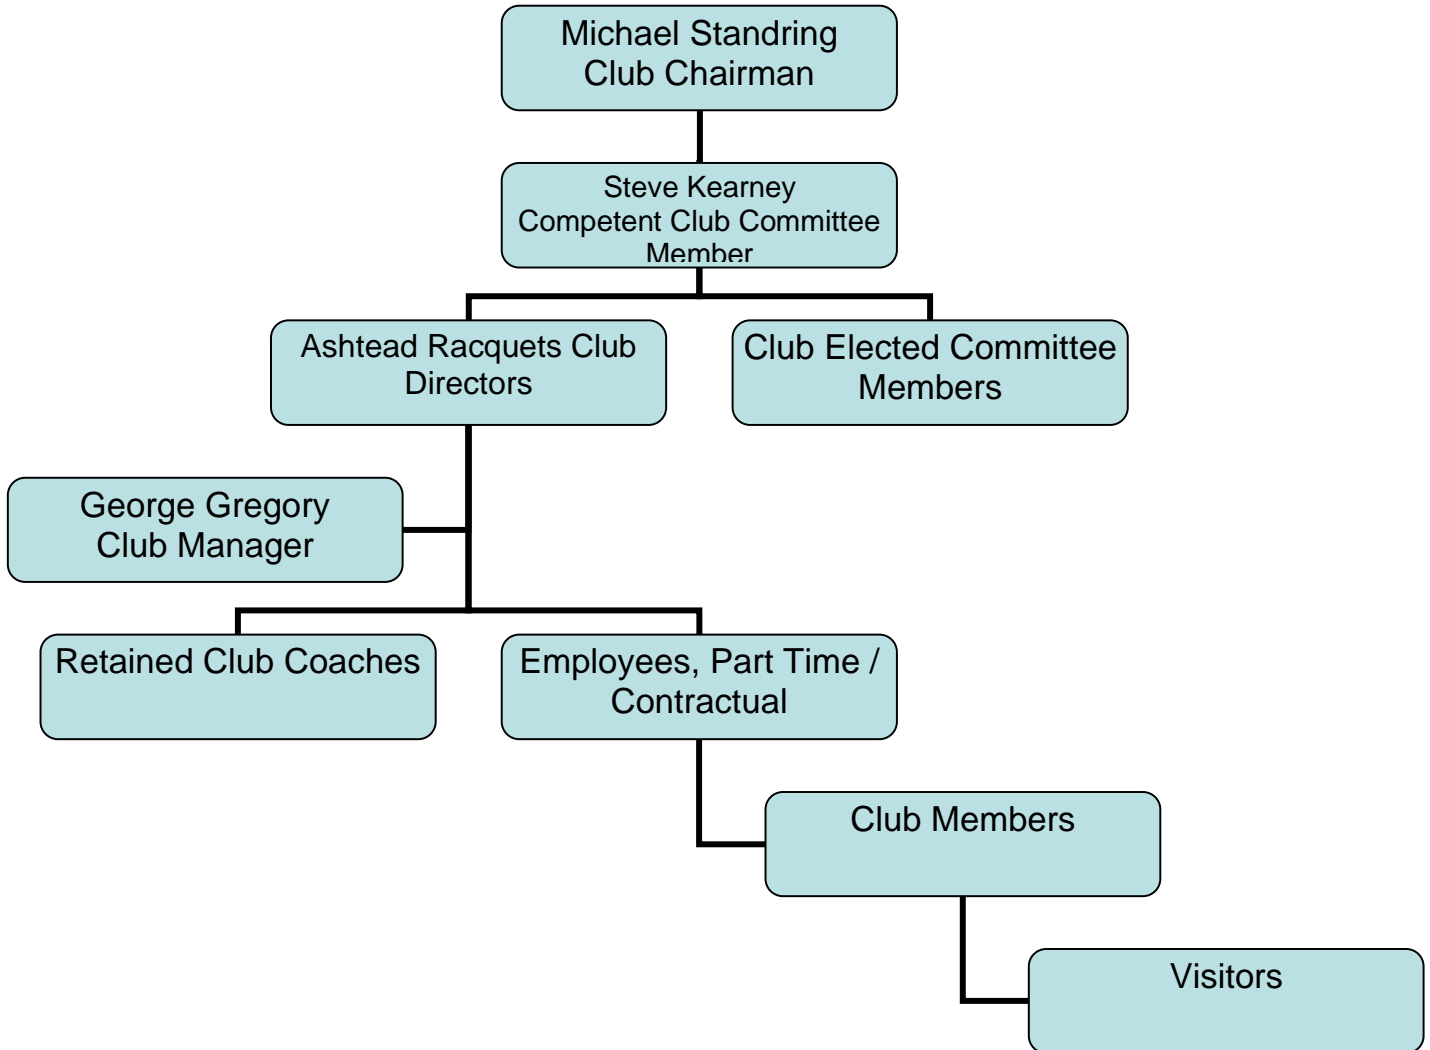 Michael Standring
Club Chairman
Steve Kearney
Competent Club Committee
Member
Ashtead Racquets Club
Directors
Club Elected Committee
Members
George Gregory
Club Manager
Retained Club Coaches
Employees, Part Time /
Contractual
Club Members
Visitors